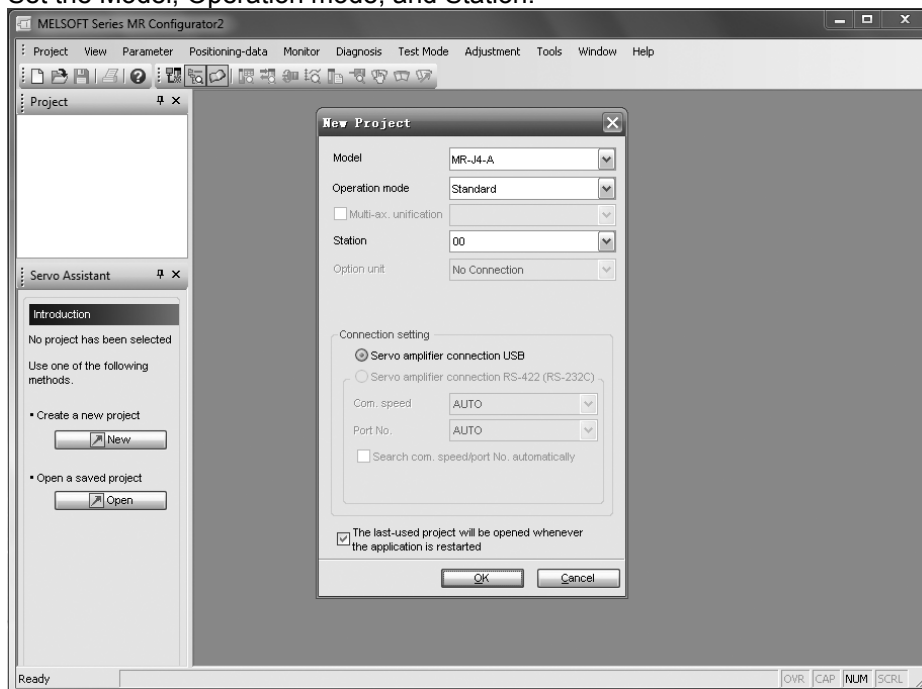 Set the Model, Operation mode, and Station.
MELSOFT Series MR Configurator2
Project View Parameter Positioning-data Monitor Diagnosis Test Mode Adjustment Tools Window Help
Project
New Project
Model MR-J4-A
Operation mode Standard
Multi-ax. unification
Station 00
Option unit No Connection
Servo Assistant
Introduction
No project has been selected
Use one of the following
methods.
▪ Create a new project
New
▪ Open a saved project
Open
Connection setting
Servo amplifier connection USB
Servo amplifier connection RS-422 (RS-232C)
Com. speed AUTO
Port No. AUTO
Search com. speed/port No. automatically
The last-used project will be opened whenever
the application is restarted
OK Cancel
Ready OVR CAP NUM SCRL